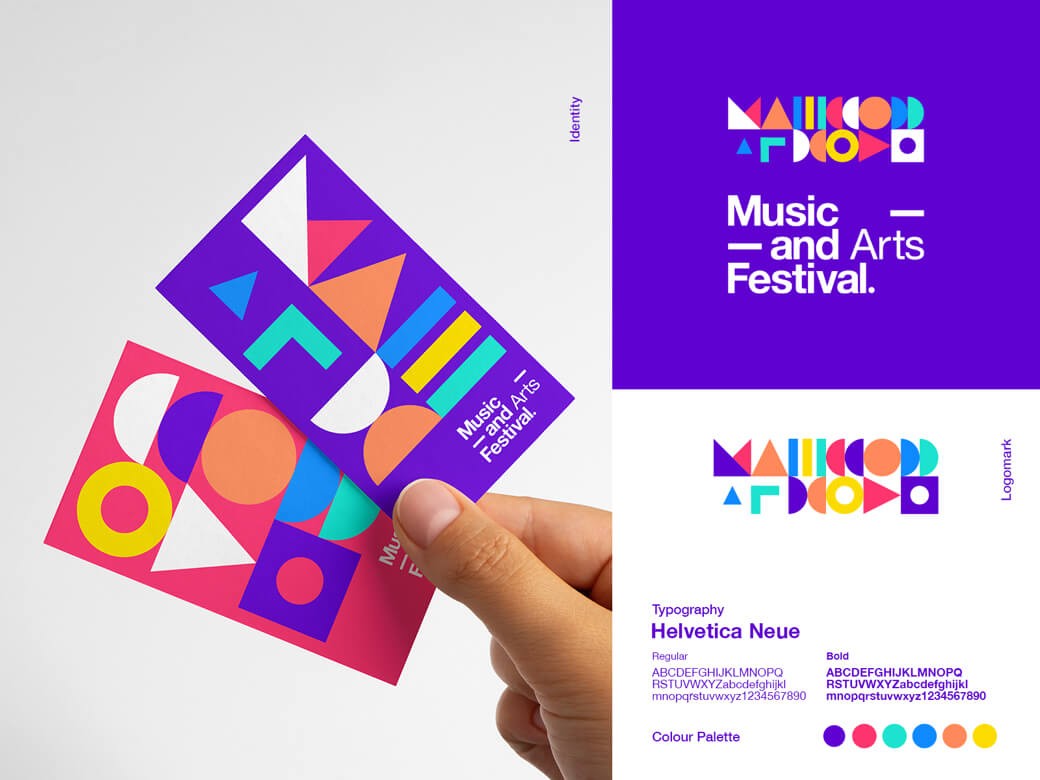 Identity
Music —
— and Arts
Festival.
Music —
— and Arts
Festival.
Logomark
Typography
Helvetica Neue
Regular
ABCDEFGHIJKLMNOPQ
RSTUVWXYZabcdefghijkl
mnopqrstuvwxyz1234567890
Bold
ABCDEFGHIJKLMNOPQ
RSTUVWXYZabcdefghijkl
mnopqrstuvwxyz1234567890
Colour Palette